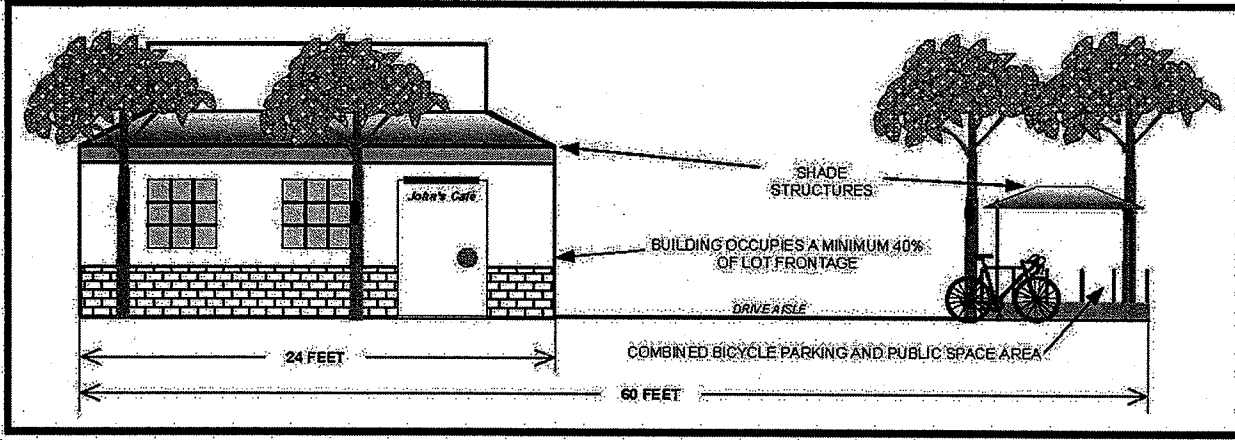 SHADE
STRUCTURES
John's Café
BUILDING OCCUPIES A MINIMUM 40%
OF LOT FRONTAGE
DRIVE AISLE
24 FEET
COMBINED BICYCLE PARKING AND PUBLIC SPACE AREA
60 FEET